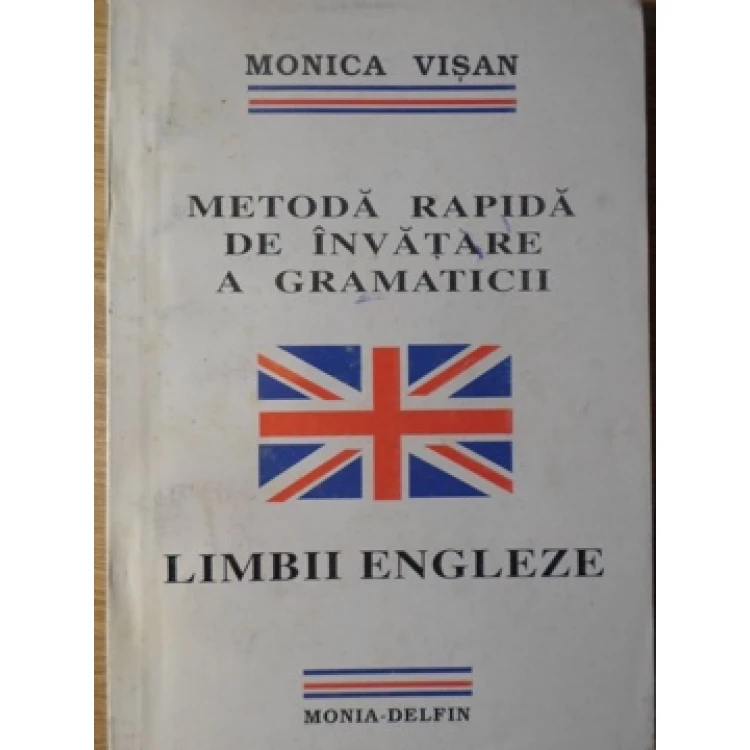 MONICA VIȘAN
METODĂ RAPIDĂ
DE ÎNVĂȚARE
A GRAMATICII
LIMBII ENGLEZE
MONIA-DELFIN